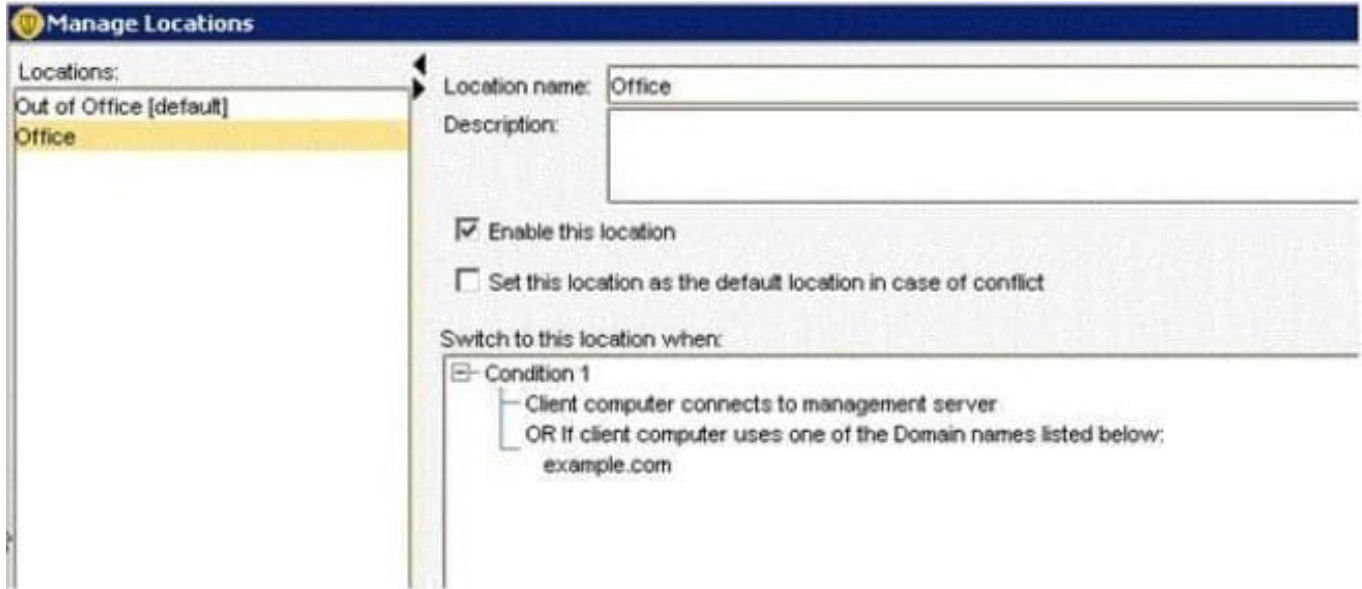 Manage Locations
Locations:
Out of Office [default]
Office
Location name: Office
Description:
Enable this location
Set this location as the default location in case of conflict
Switch to this location when:
Condition 1
Client computer connects to management server
OR If client computer uses one of the Domain names listed below:
example.com